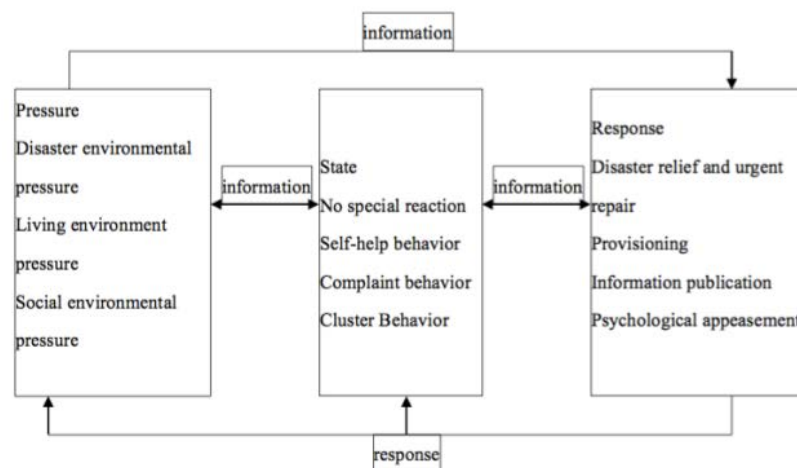 information
Pressure
Disaster environmental
pressure
Living environment
pressure
Social environmental
pressure
information
State
No special reaction
Self-help behavior
Complaint behavior
Cluster Behavior
information
Response
Disaster relief and urgent
repair
Provisioning
Information publication
Psychological appeasement
response